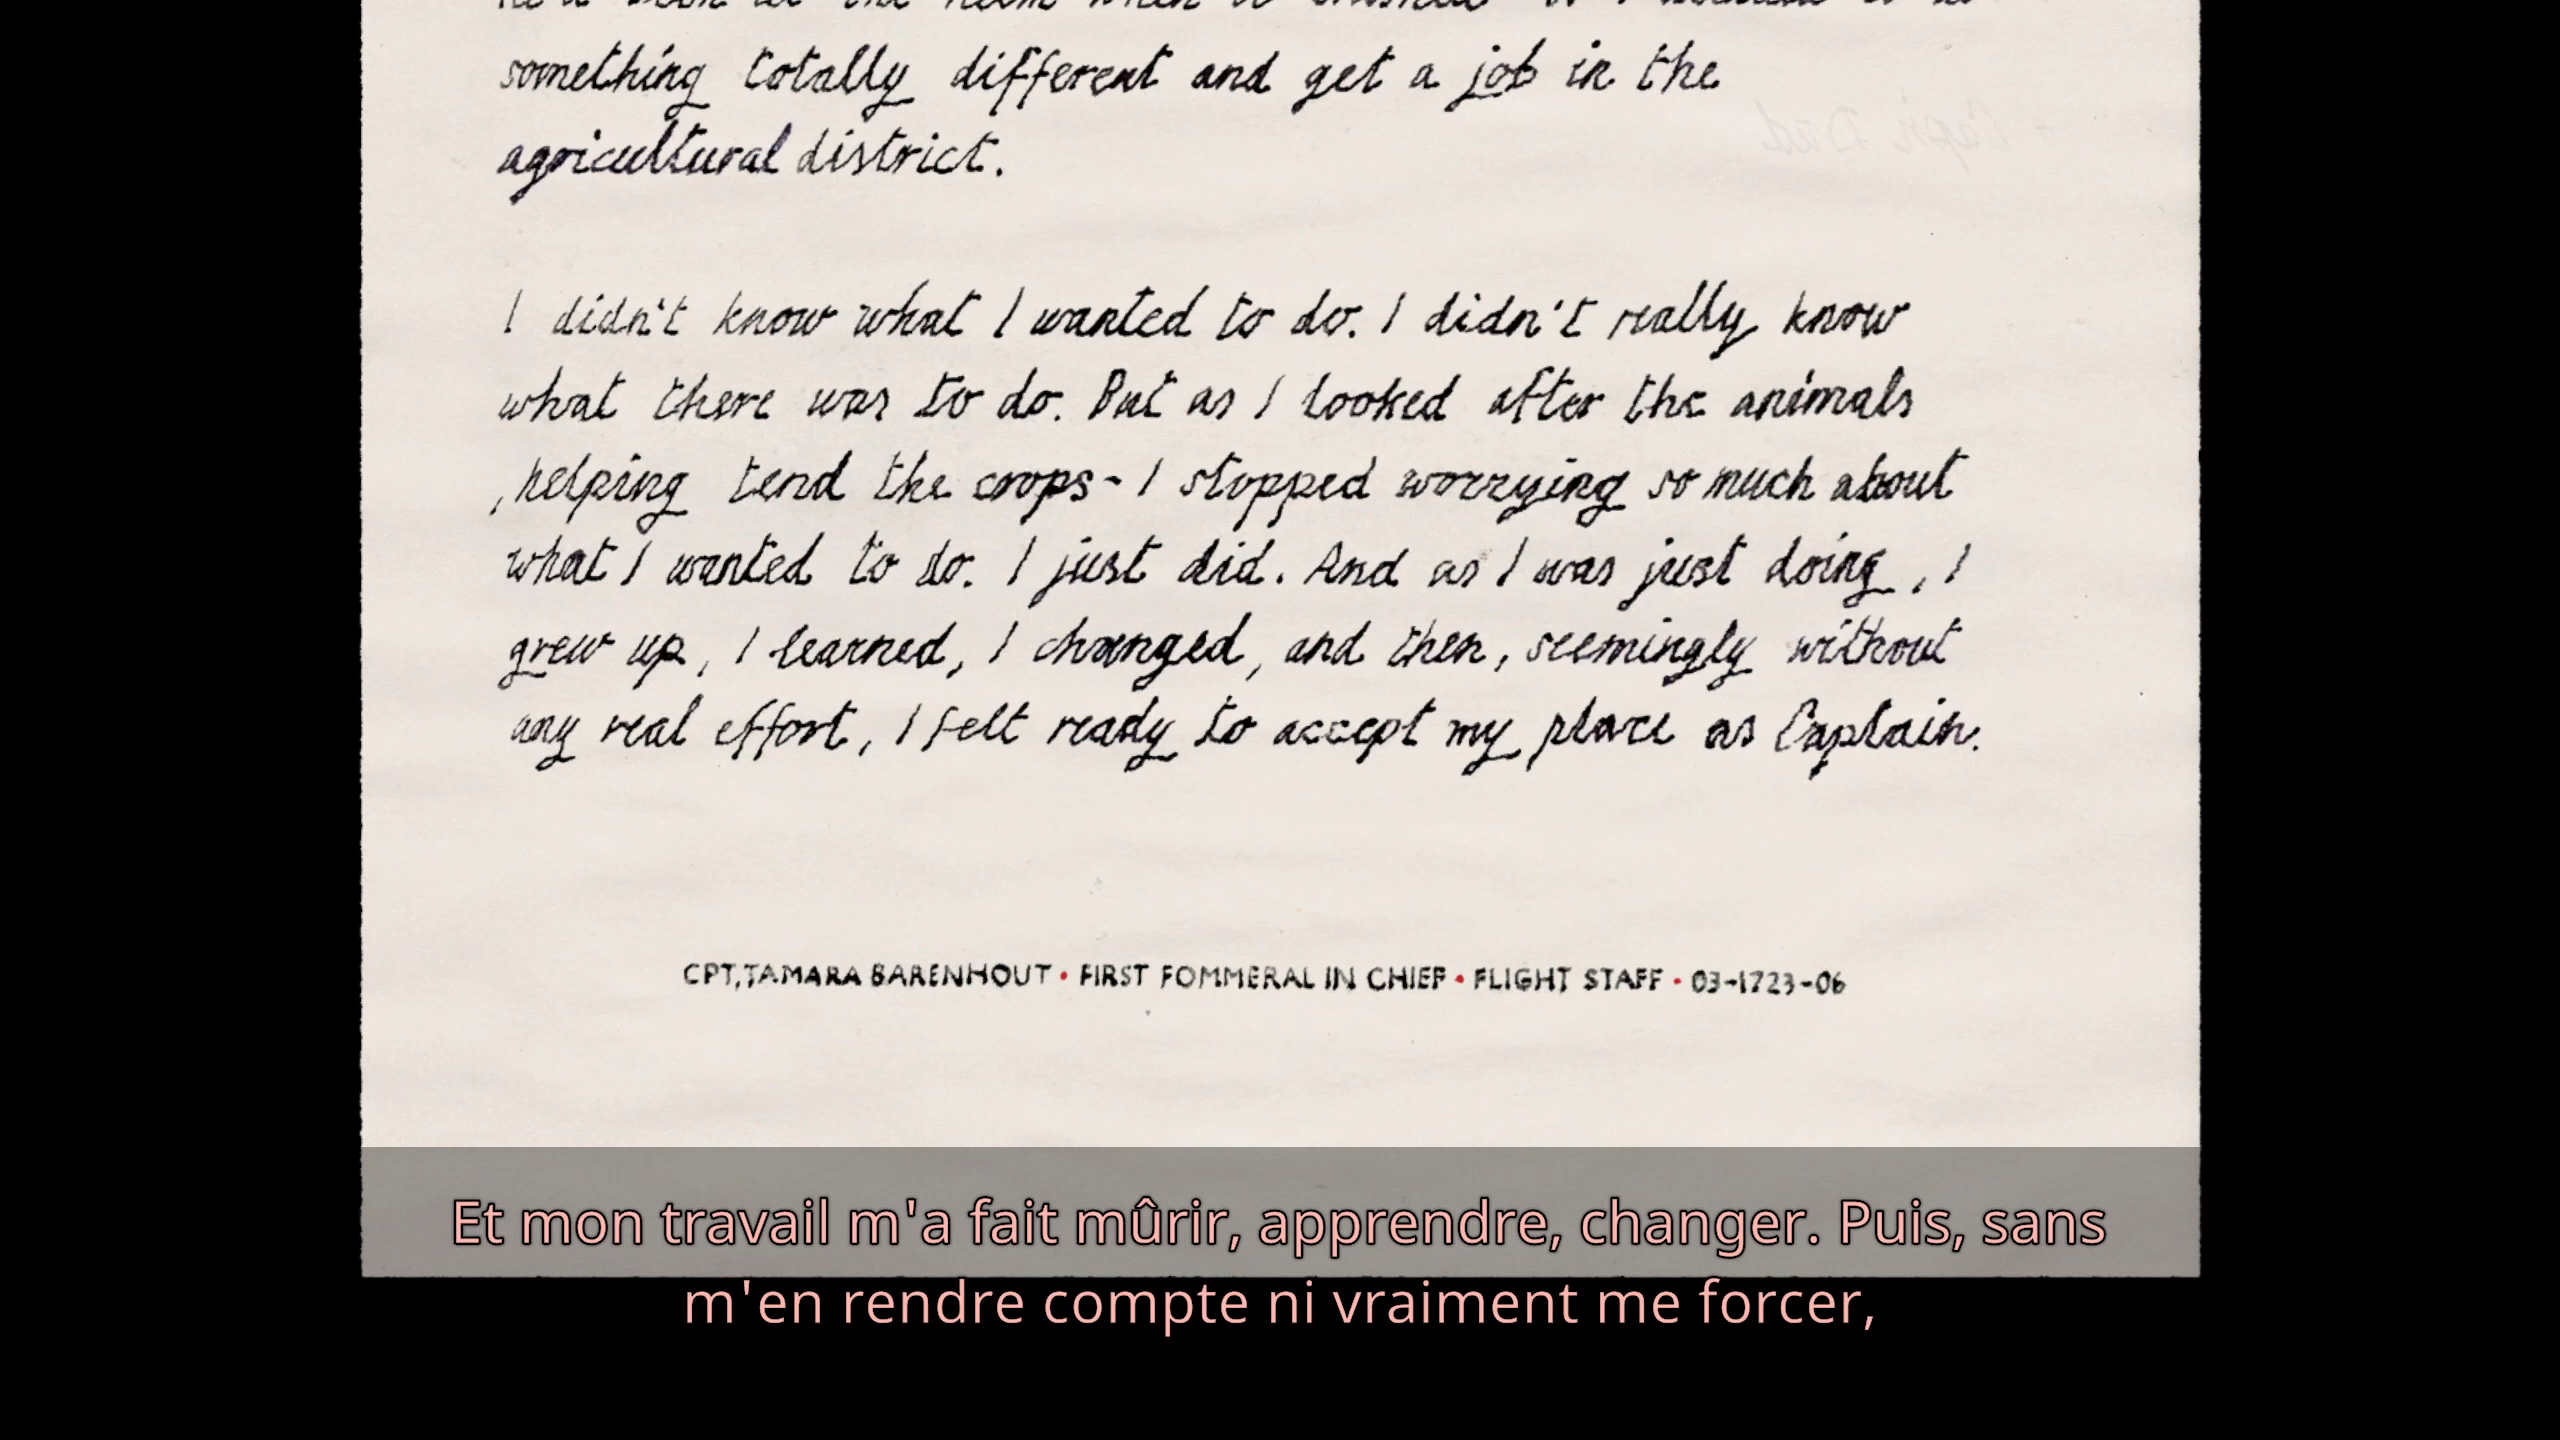 something totally different and get a job in the
agricultural district.
I didn't know what I wanted to do. I didn't really know
what there was to do. But as I looked after the animals
, helping tend the crops - I stopped worrying so much about
what I wanted to do. I just did. And as I was just doing, I
grew up, I learned, I changed, and then, seemingly without
any real effort, I felt ready to accept my place as Captain.
CPT, TAMARA BARENHOUT • FIRST FOMMERAL IN CHIEF • FLIGHT STAFF • 03-1723-06
Et mon travail m'a fait mûrir, apprendre, changer. Puis, sans
m'en rendre compte ni vraiment me forcer,